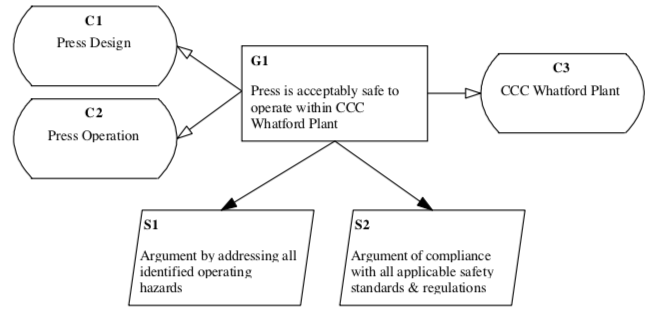 C1
Press Design
C2
Press Operation
G1
Press is acceptably safe to
operate within CCC
Whatford Plant
C3
CCC Whatford Plant
S1
Argument by addressing all
identified operating
hazards
S2
Argument of compliance
with all applicable safety
standards & regulations